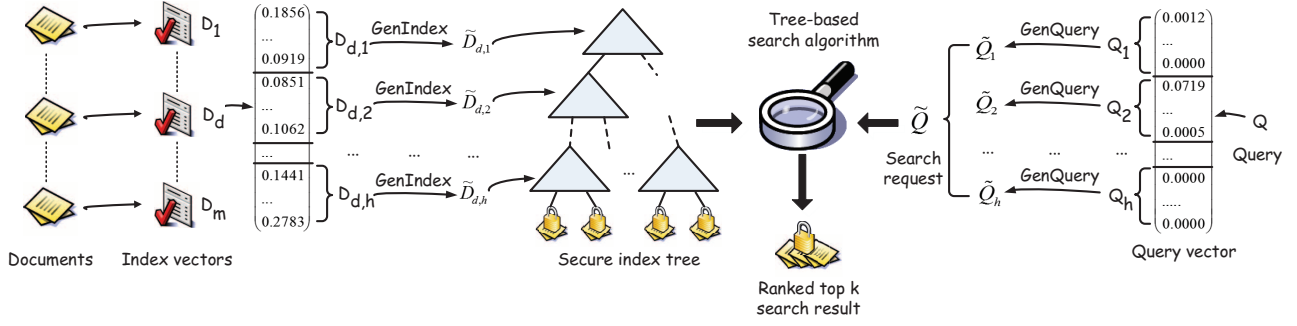 D1
Dd
Dm
Documents
Index vectors
0.1856
...
0.0919
0.0851
...
0.1062
...
0.1441
...
0.2783
Dd,1
Dd,2
Dd,h
GenIndex
D̃d,1
GenIndex
D̃d,2
... ... ...
GenIndex
D̃d,h
...
Secure index tree
Tree-based
search algorithm
Ranked top k
search result
Q̃
Search
request
Q̃1
GenQuery
Q1
Q̃2
GenQuery
Q2
... ... ...
Q̃h
GenQuery
Qh
0.0012
...
0.0000
0.0719
...
0.0005
...
0.0000
.....
0.0000
Q
Query
Query vector